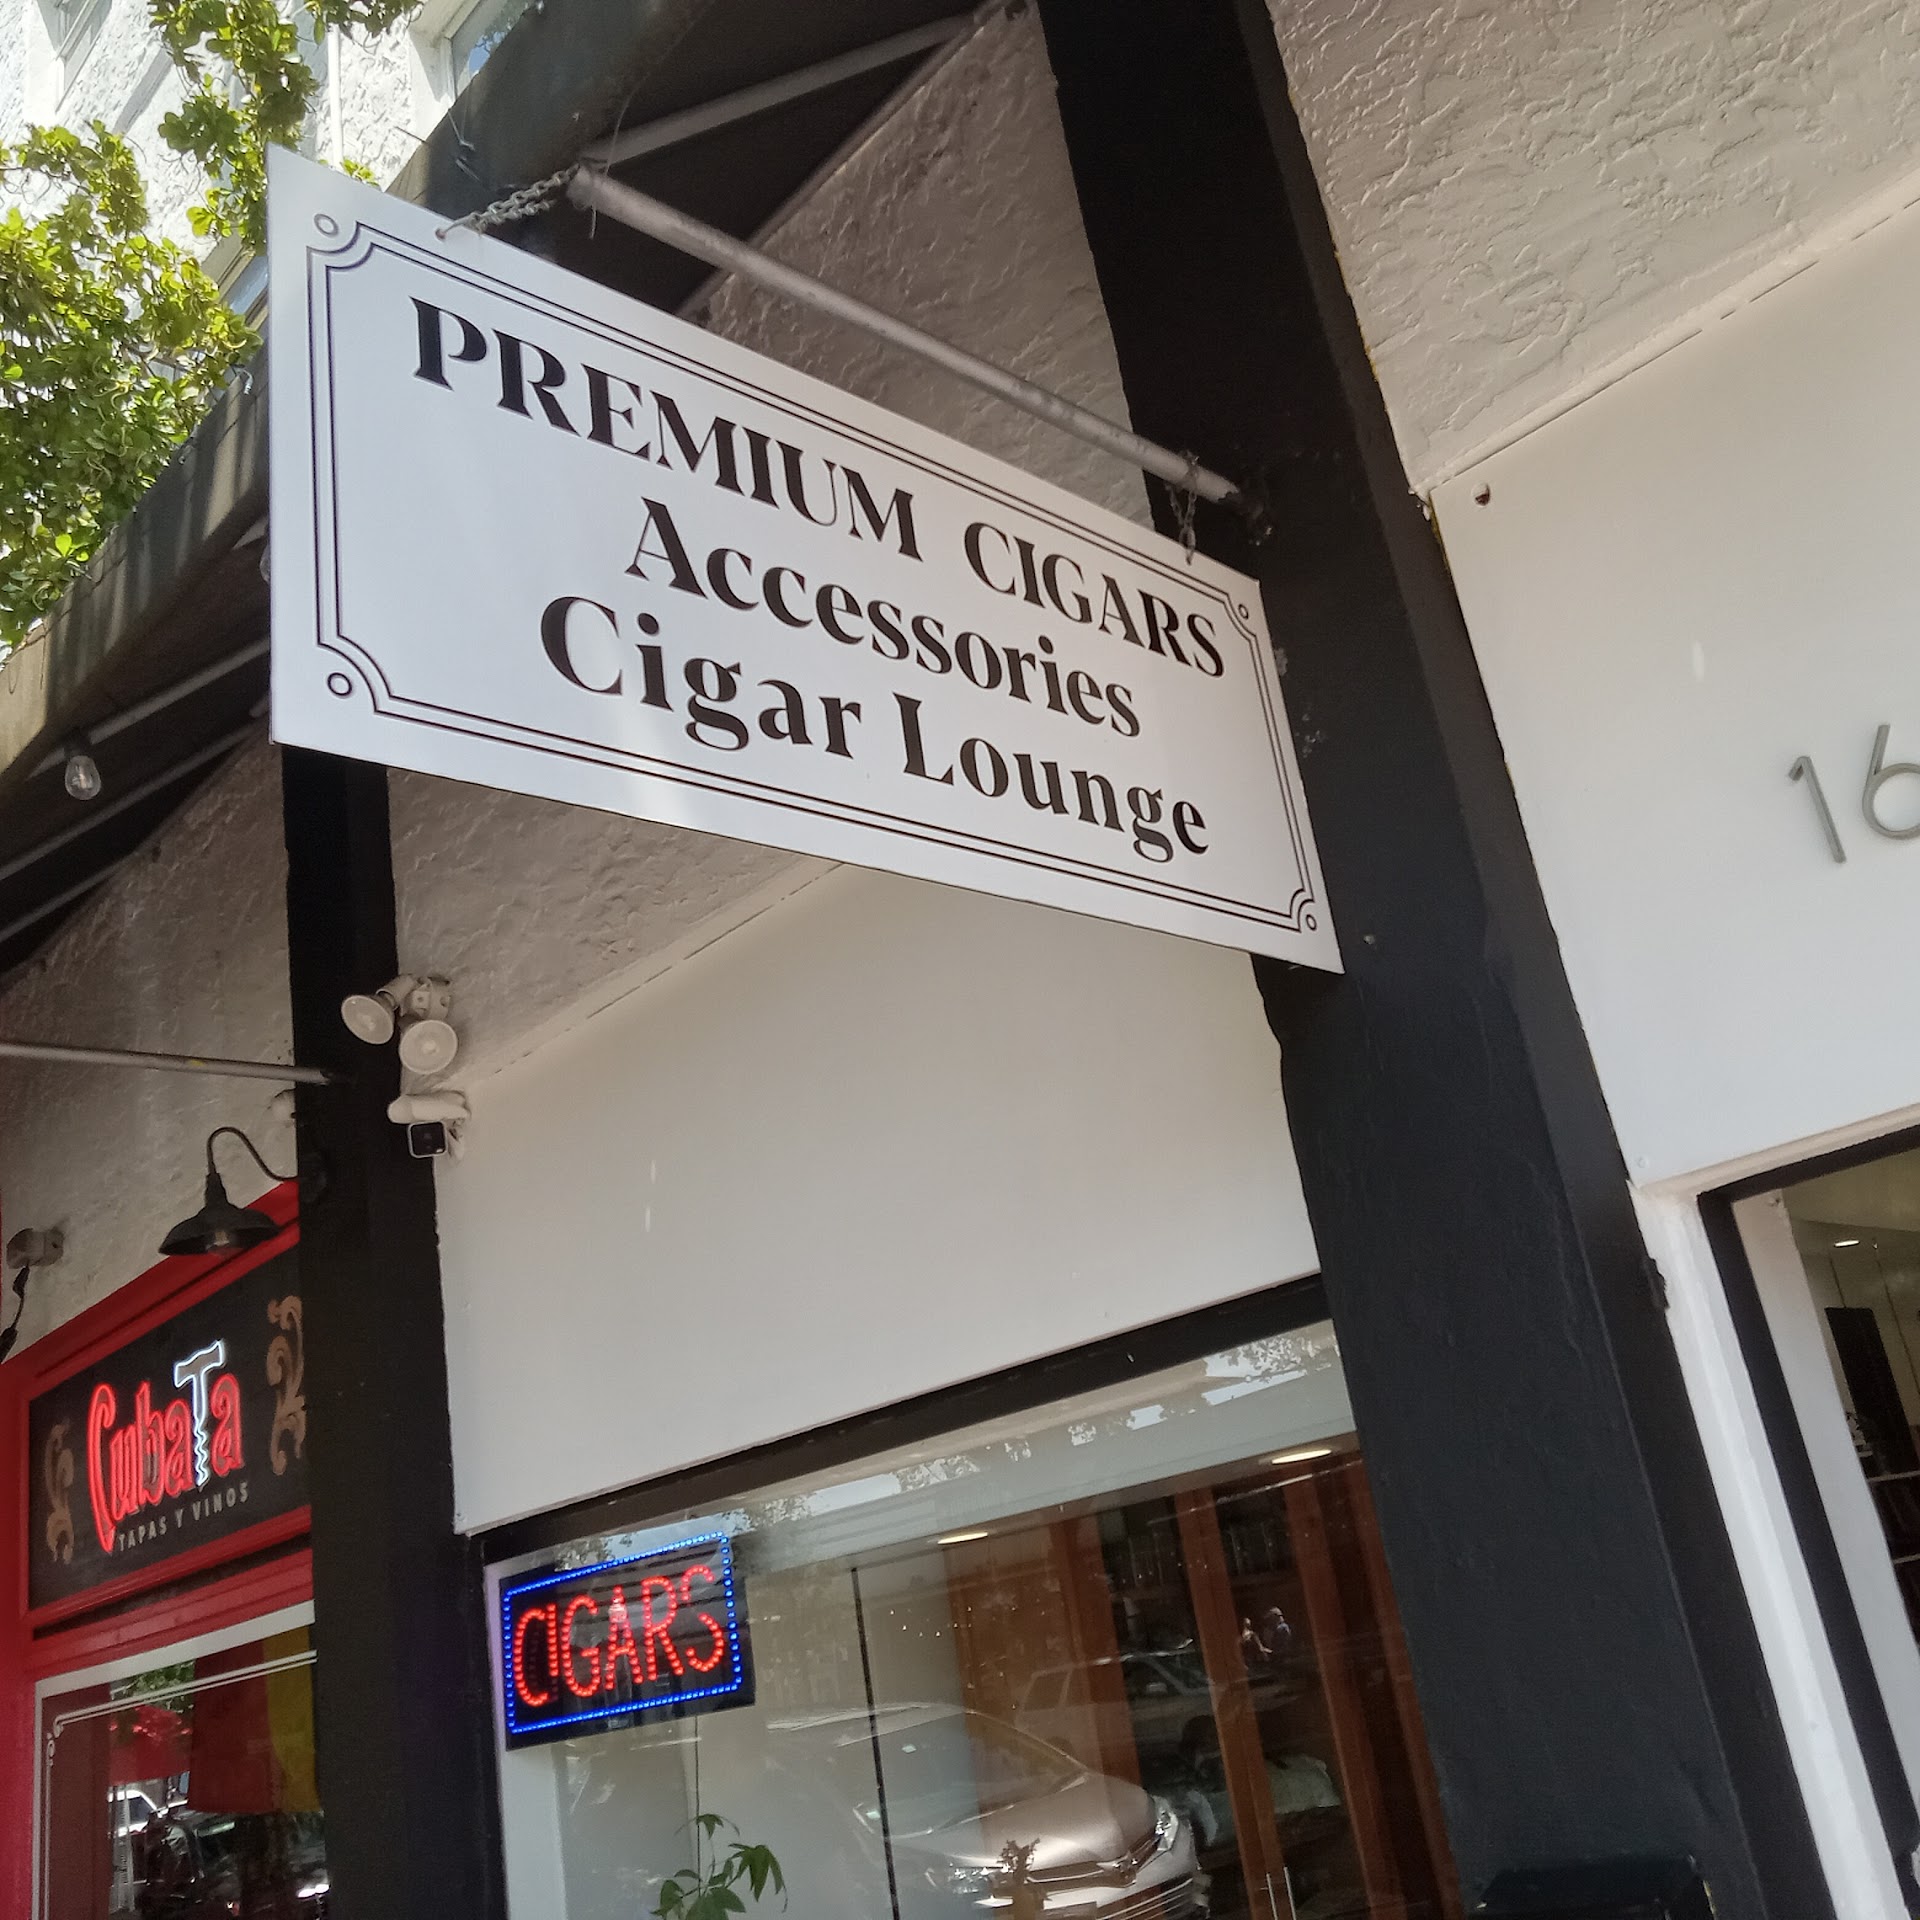 PREMIUM CIGARS
Accessories
Cigar Lounge
16
CubaTa
TAPAS Y VINOS
CIGARS